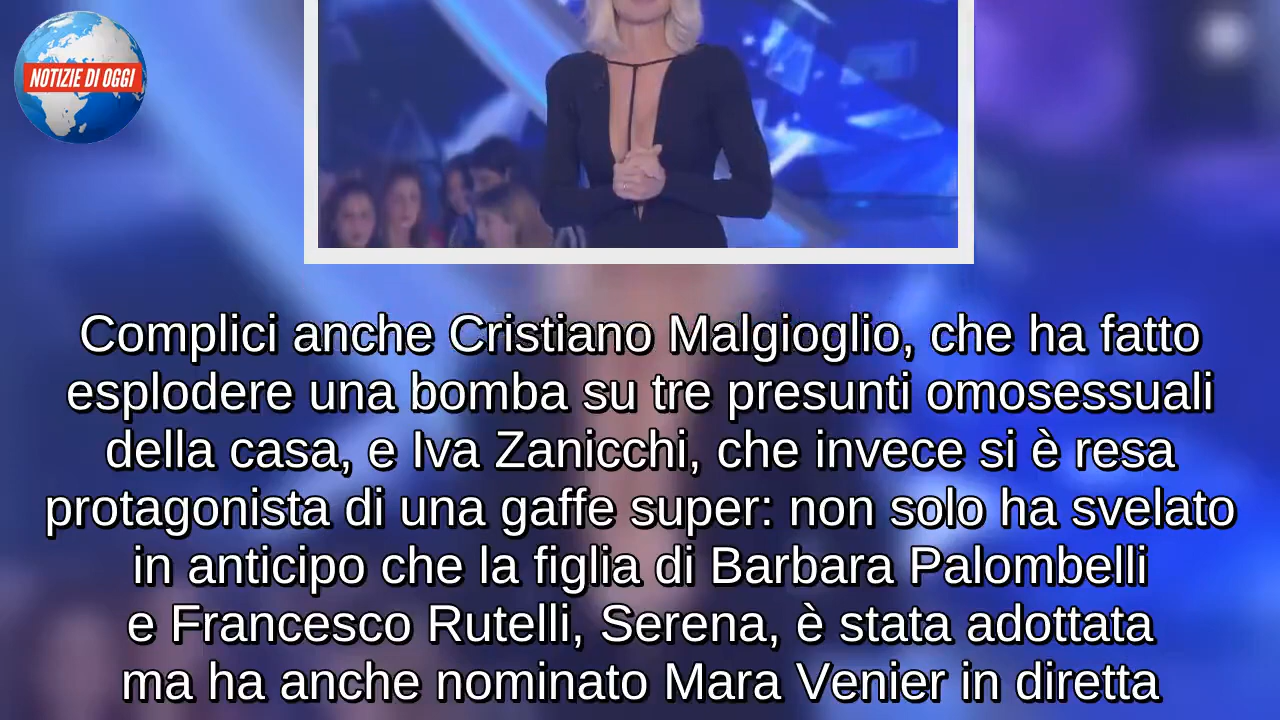 NOTIZIE DI OGGI
Complici anche Cristiano Malgioglio, che ha fatto
esplodere una bomba su tre presunti omosessuali
della casa, e Iva Zanicchi, che invece si è resa
protagonista di una gaffe super: non solo ha svelato
in anticipo che la figlia di Barbara Palombelli
e Francesco Rutelli, Serena, è stata adottata
ma ha anche nominato Mara Venier in diretta